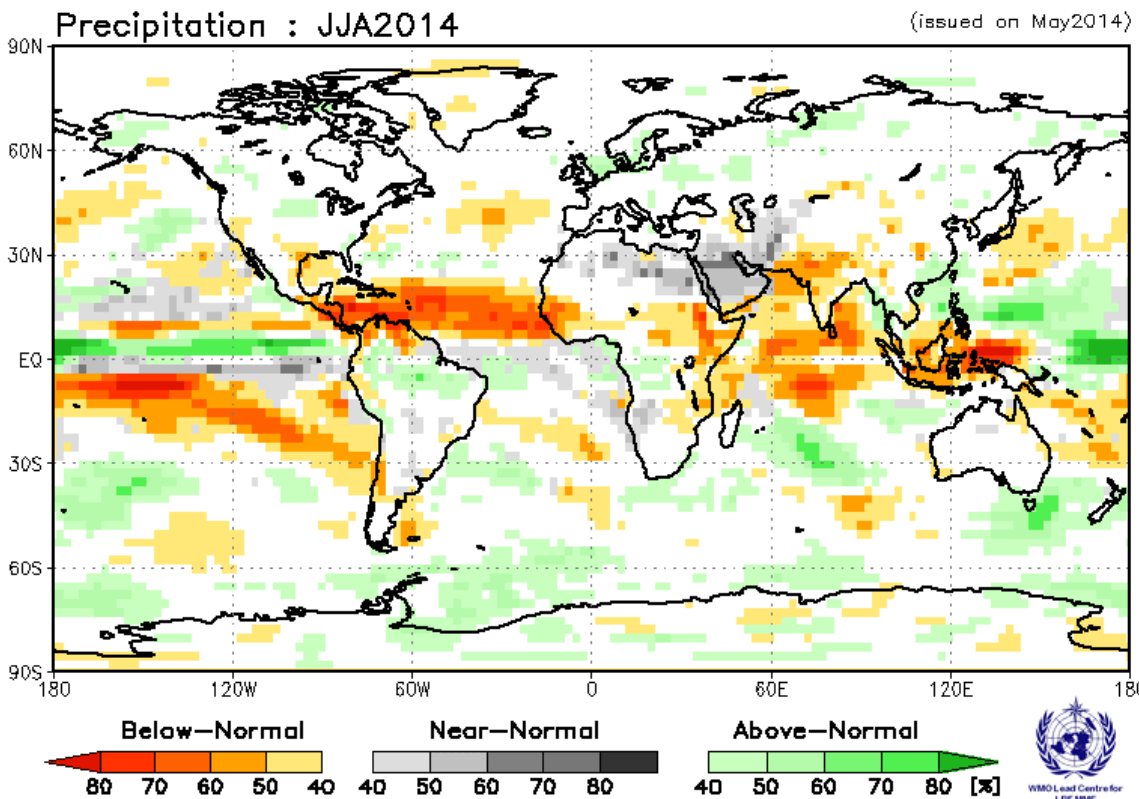 Precipitation : JJA2014
(issued on May2014)
90N
60N
30N
EQ
30S
60S
90S
180 120W 60W 0 60E 120E 180
Below−Normal Near−Normal Above−Normal
80 70 60 50 40 40 50 60 70 80 40 50 60 70 80 [%]
WMO Lead Centre for